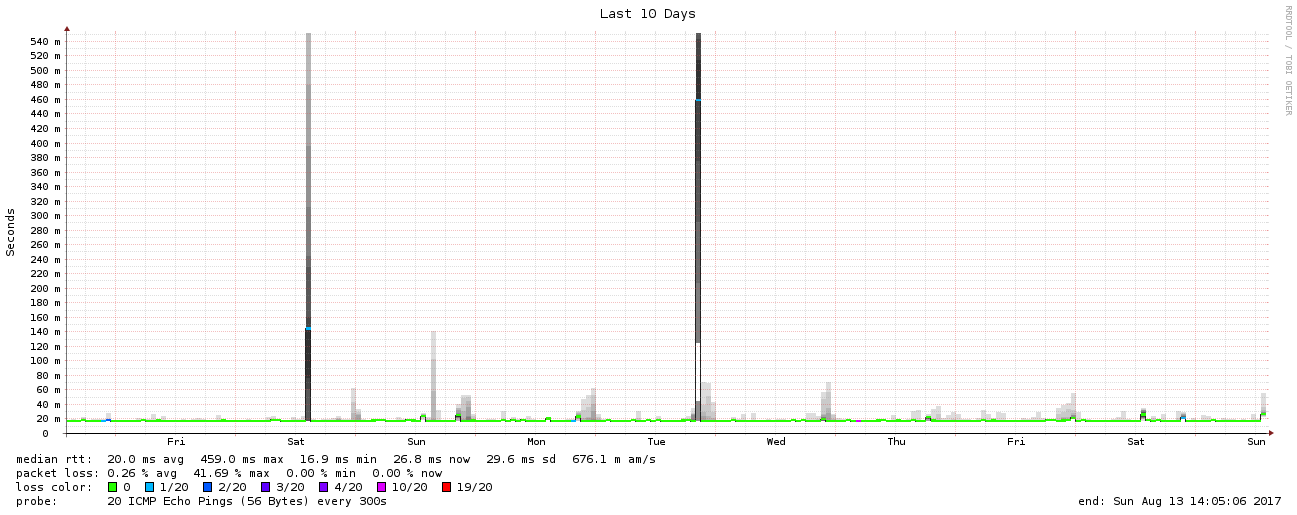 Last 10 Days
RRDTOOL / TOBI OETIKER
Seconds
540 m
520 m
500 m
480 m
460 m
440 m
420 m
400 m
380 m
360 m
340 m
320 m
300 m
280 m
260 m
240 m
220 m
200 m
180 m
160 m
140 m
120 m
100 m
80 m
60 m
40 m
20 m
0
Fri Sat Sun Mon Tue Wed Thu Fri Sat Sun
median rtt: 20.0 ms avg 459.0 ms max 16.9 ms min 26.8 ms now 29.6 ms sd 676.1 m am/s
packet loss: 0.26 % avg 41.69 % max 0.00 % min 0.00 % now
loss color: 0 1/20 2/20 3/20 4/20 10/20 19/20
probe: 20 ICMP Echo Pings (56 Bytes) every 300s end: Sun Aug 13 14:05:06 2017